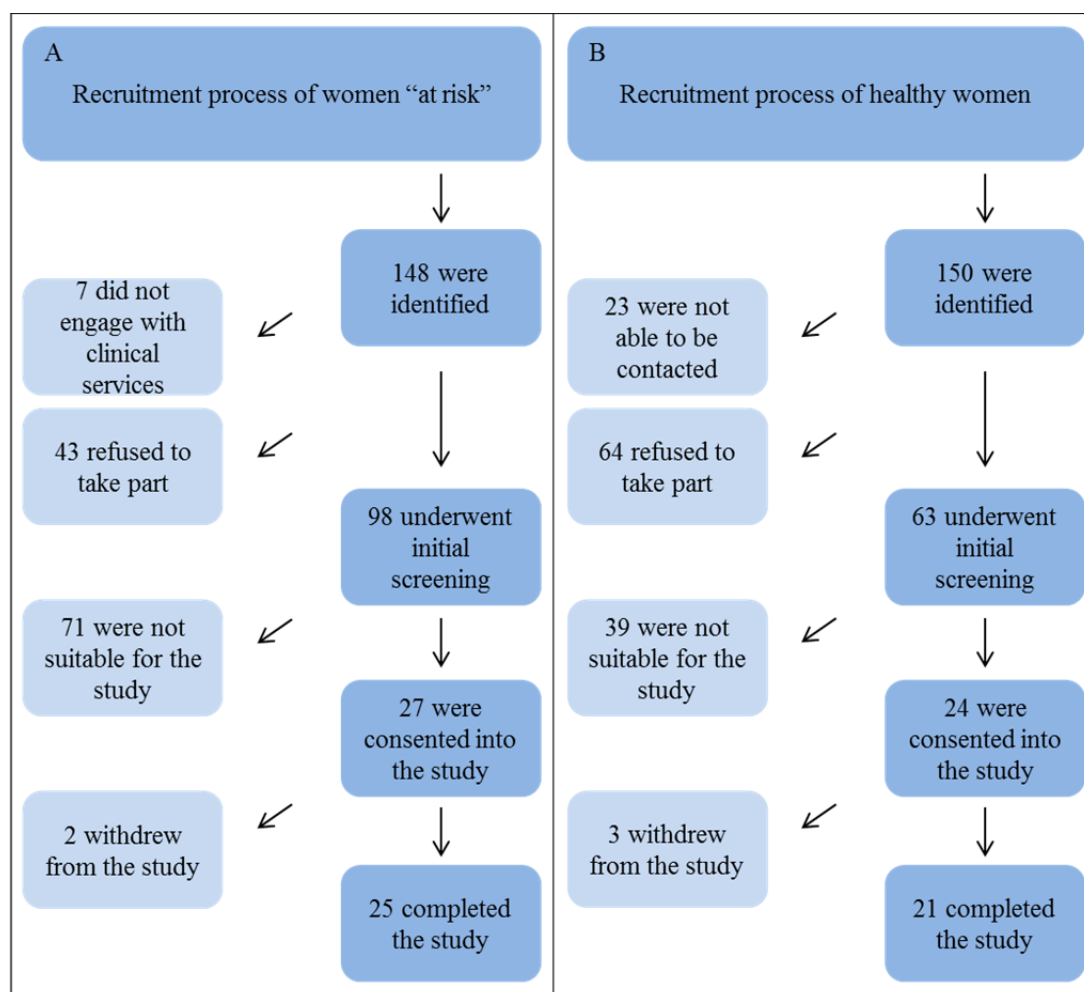 A
Recruitment process of women “at risk”
148 were
identified
7 did not
engage with
clinical
services
43 refused to
take part
98 underwent
initial
screening
71 were not
suitable for the
study
27 were
consented into
the study
2 withdrew
from the study
25 completed
the study
B
Recruitment process of healthy women
150 were
identified
23 were not
able to be
contacted
64 refused to
take part
63 underwent
initial
screening
39 were not
suitable for the
study
24 were
consented into
the study
3 withdrew
from the study
21 completed
the study